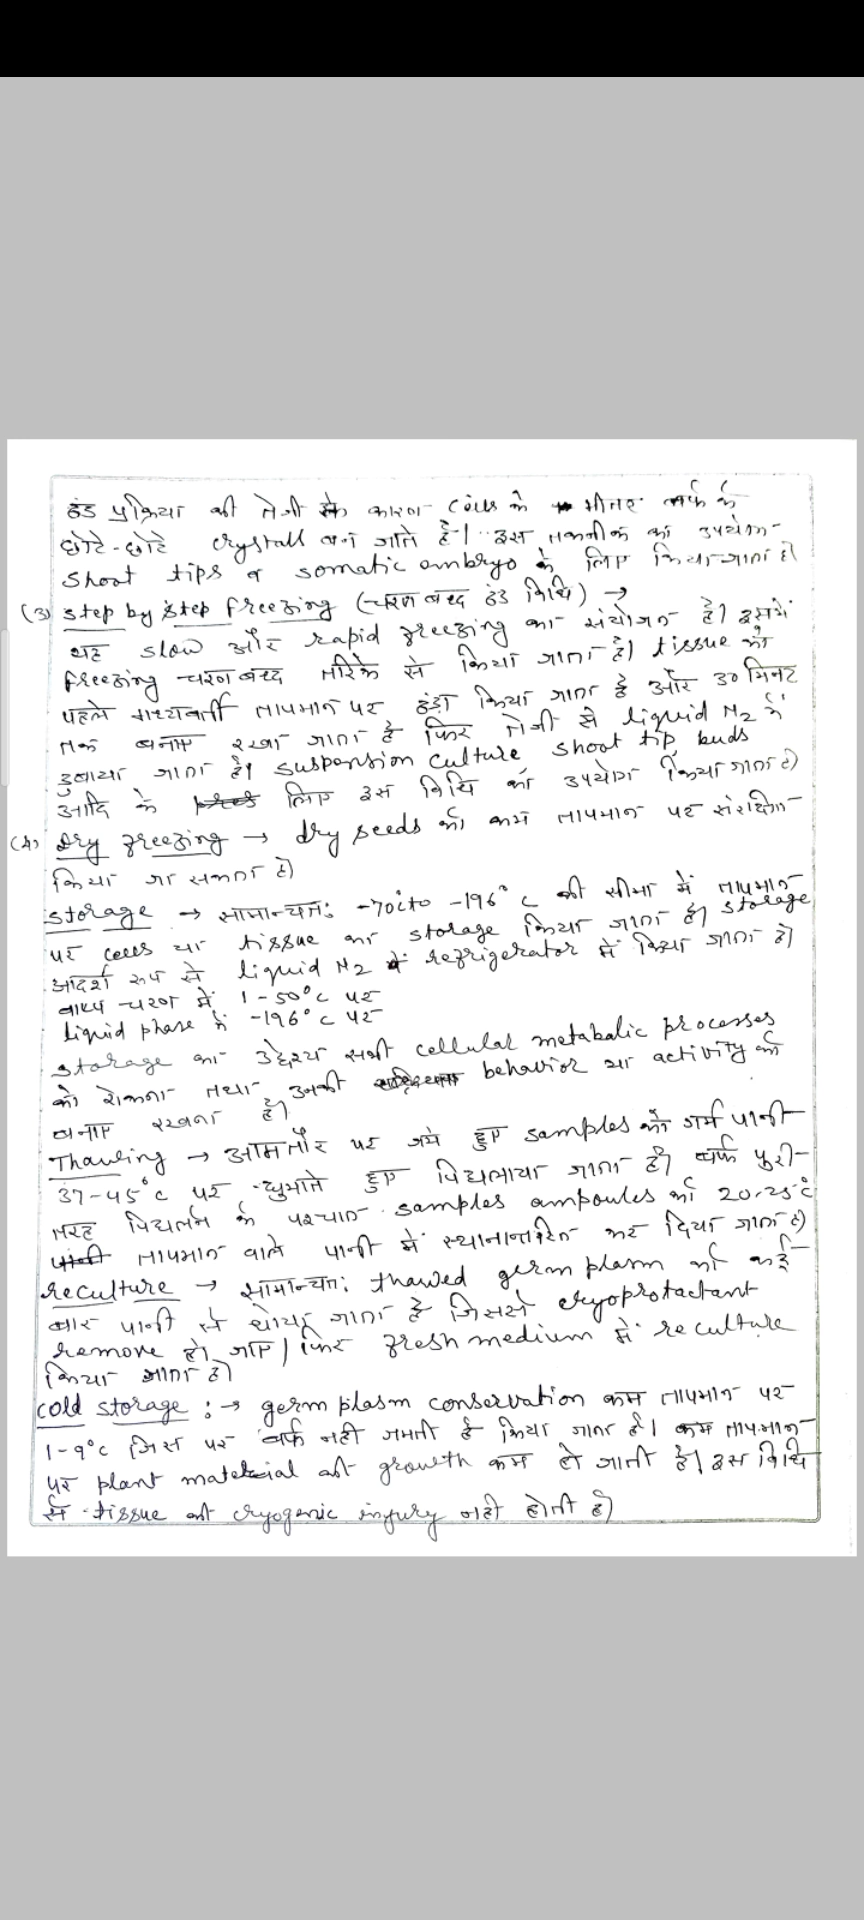 ठंड प्रक्रिया की तेजी के कारण cells के भीतर बर्फ के
छोटे-छोटे crystall बन जाते है। इस तकनीक का उपयोग
shoot tips व somatic embryo के लिए किया जाता है।
(3) step by step freezing (चरण बध्द ठंड विधि) →
यह slow और rapid freezing का संयोजन है। इसमें
freezing चरण बध्द तरिके से किया जाता है। tissue को
पहले मध्यवर्ती तापमान पर ठंडा किया जाता है और 30 मिनट
तक बनाए रखा जाता है फिर तेजी से liquid N2 में
डुबाया जाता है। suspension culture shoot tip buds
आदि के लिए इस विधि का उपयोग किया जाता है।
(4) Dry freezing → dry seeds को कम तापमान पर संरक्षित
किया जा सकता है।
storage → सामान्यत: -70 to -196° c की सीमा में तापमान
पर cells या tissue का storage किया जाता है। storage
आदर्श रूप से liquid N2 refrigerator में किया जाता है।
वाष्प चरण में 1-50°c पर
liquid phase में -196°c पर
storage का उद्देश्य सभी cellular metabalic processes
को रोकना तथा उनकी behavior या activity को
बनाए रखना है।
Thawing → आमतौर पर जमे हुए samples को गर्म पानी
37-45°c पर घुमाते हुए पिघलाया जाता है। बर्फ पुरी
तरह पिघलने के पश्चात samples ampoules को 20-25°c
तापमान वाले पानी में स्थानान्तरित कर दिया जाता है।
reculture → सामान्यत: thawed germ plasm को कई
बार पानी से धोया जाता है जिससे cryoprotactant
remove हो जाए। फिर fresh medium में reculture
किया जाता है।
cold storage :→ germ plasm conservation कम तापमान पर
1-9°c जिस पर बर्फ नही जमती है किया जाता है। कम तापमान
पर plant material की growth कम हो जाती है। इस विधि
से tissue को cryogenic injury नही होती है।